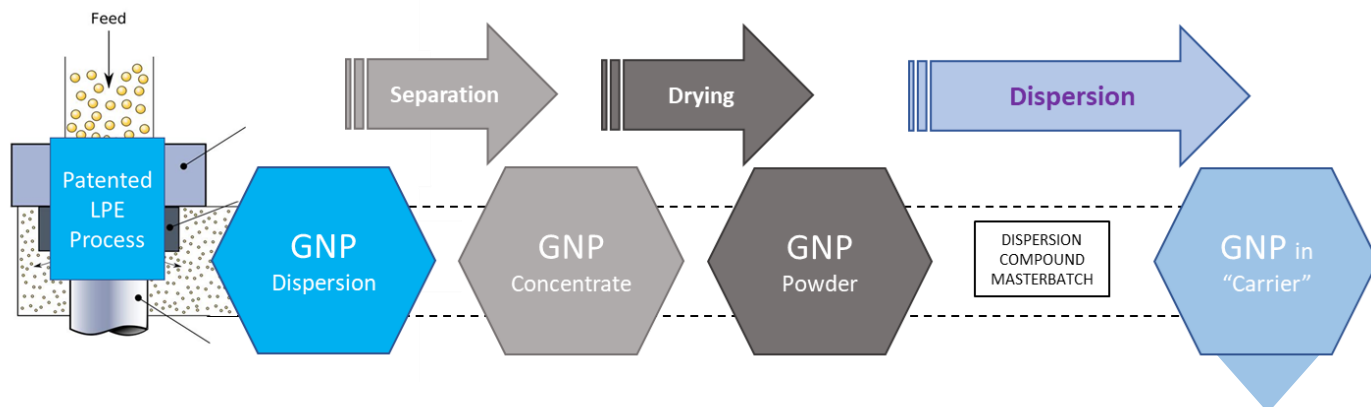 Feed
Separation
Drying
Dispersion
Patented
LPE
Process
GNP
Dispersion
GNP
Concentrate
GNP
Powder
DISPERSION
COMPOUND
MASTERBATCH
GNP in
“Carrier”